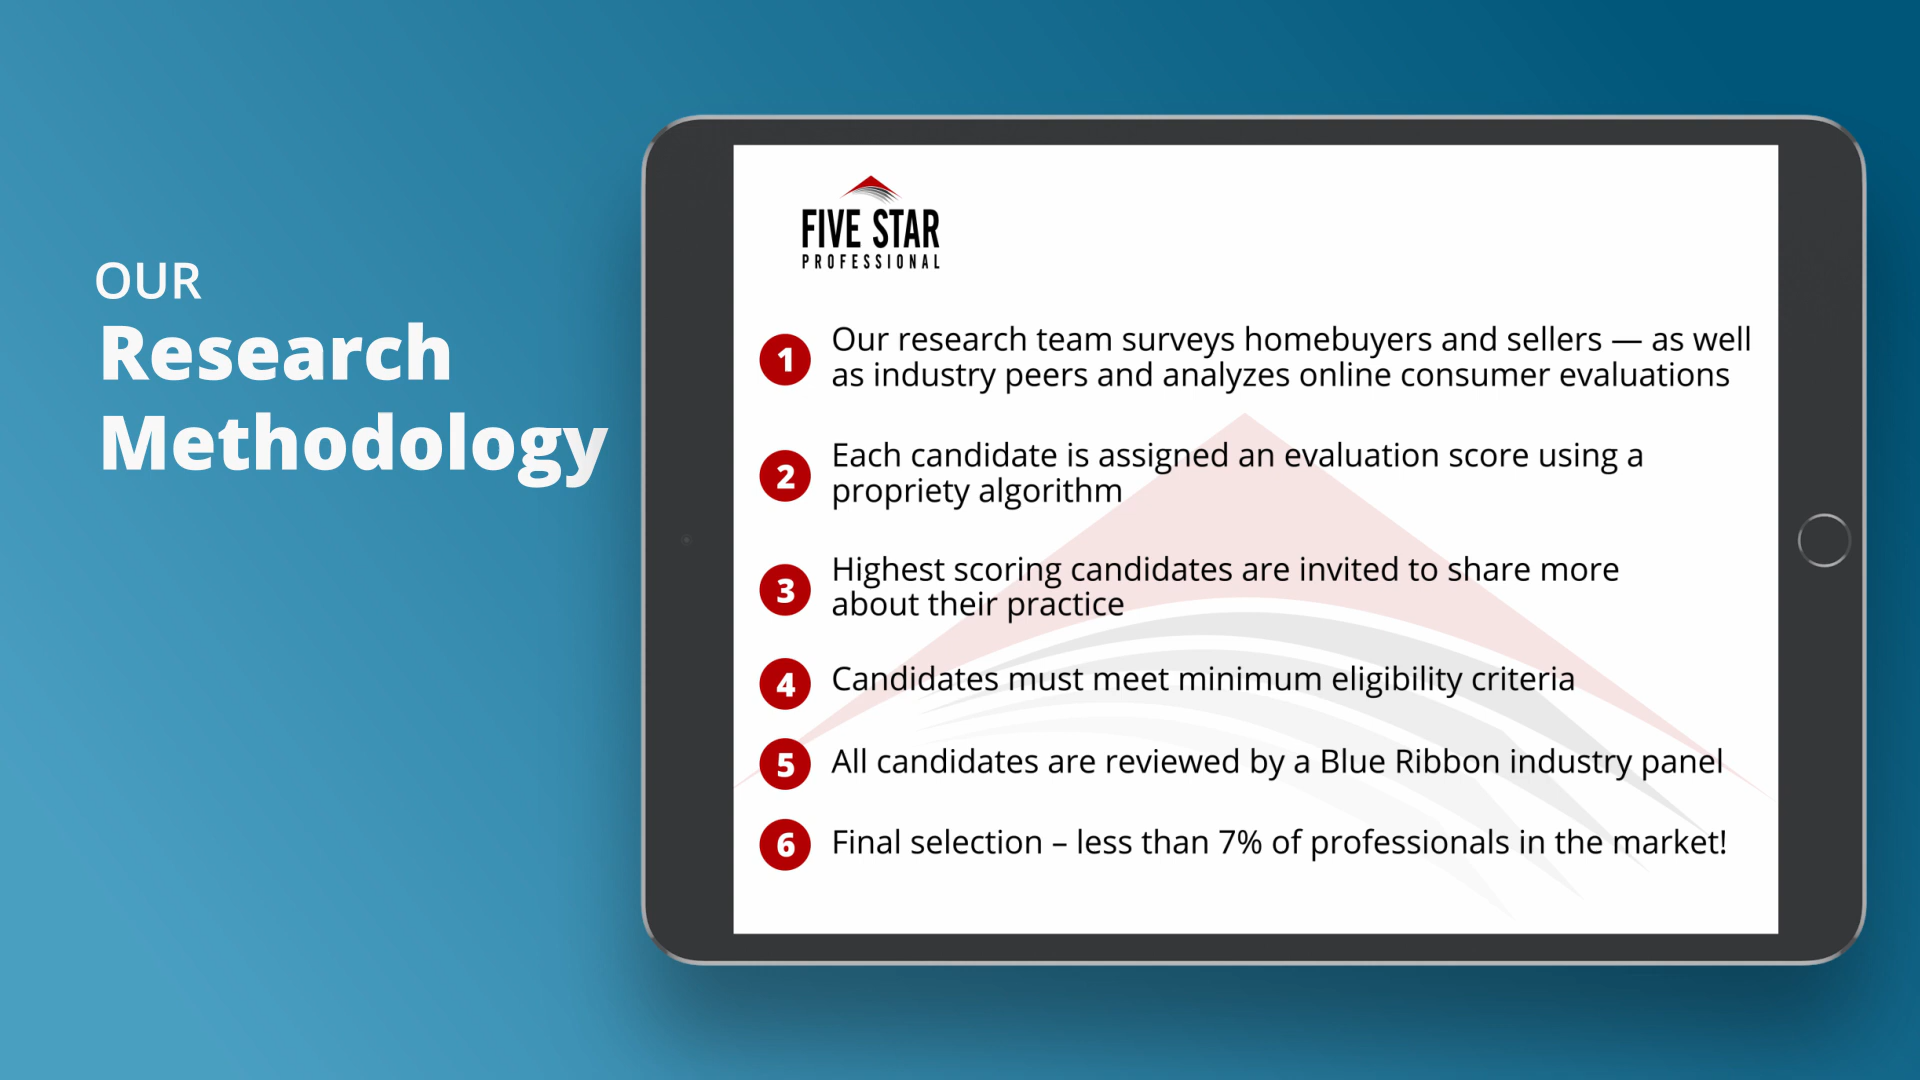 OUR
Research
Methodology
FIVE STAR
PROFESSIONAL
1 Our research team surveys homebuyers and sellers — as well
as industry peers and analyzes online consumer evaluations
2 Each candidate is assigned an evaluation score using a
propriety algorithm
3 Highest scoring candidates are invited to share more
about their practice
4 Candidates must meet minimum eligibility criteria
5 All candidates are reviewed by a Blue Ribbon industry panel
6 Final selection – less than 7% of professionals in the market!